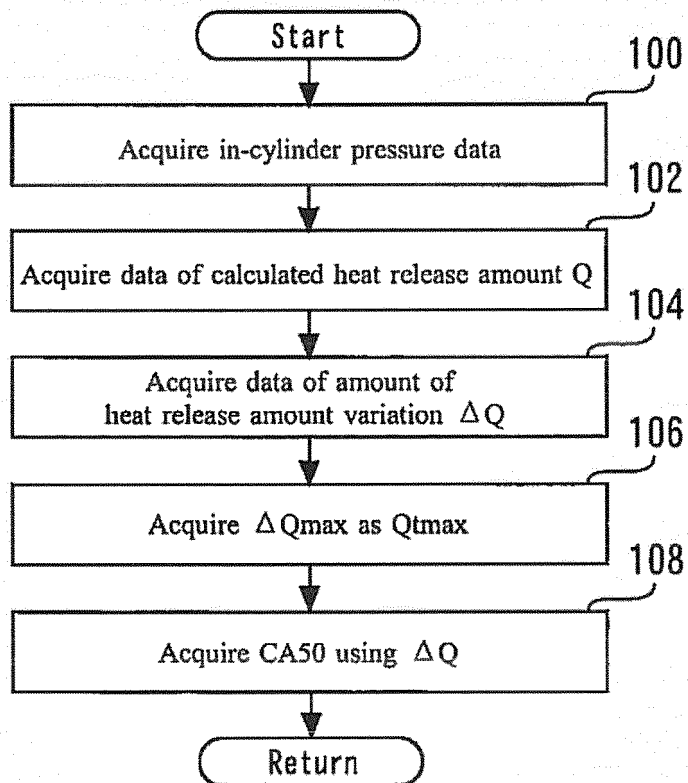 Start
100
Acquire in-cylinder pressure data
102
Acquire data of calculated heat release amount Q
104
Acquire data of amount of
heat release amount variation ΔQ
106
Acquire ΔQmax as Qtmax
108
Acquire CA50 using ΔQ
Return